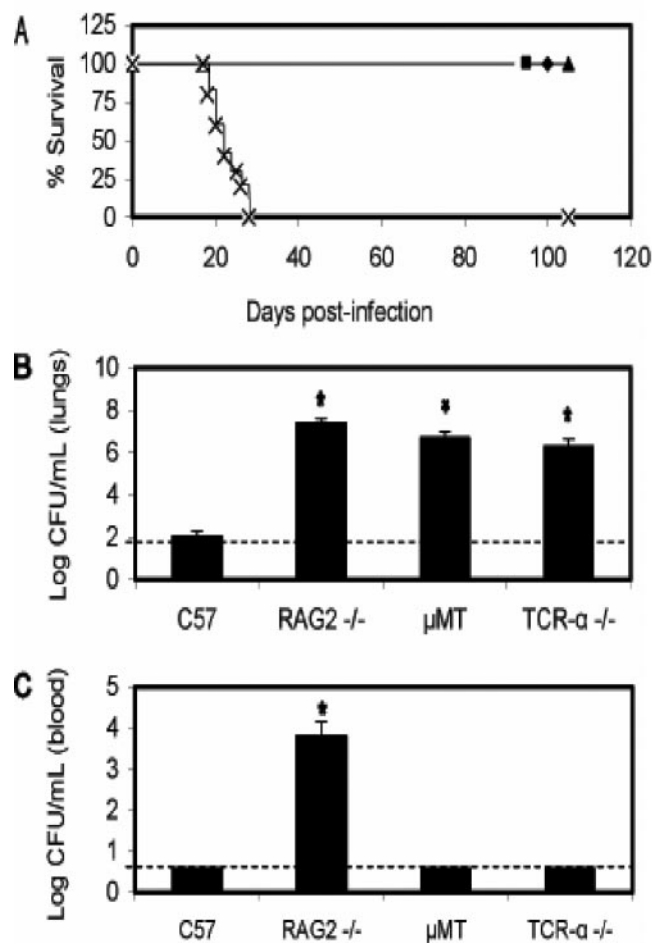 A
% Survival
125
100
75
50
25
0
0 20 40 60 80 100 120
Days post-infection
B
Log CFU/mL (lungs)
10
8
6
4
2
0
* * *
C57 RAG2 -/- µMT TCR-α -/-
C
Log CFU/mL (blood)
5
4
3
2
1
0
*
C57 RAG2 -/- µMT TCR-α -/-